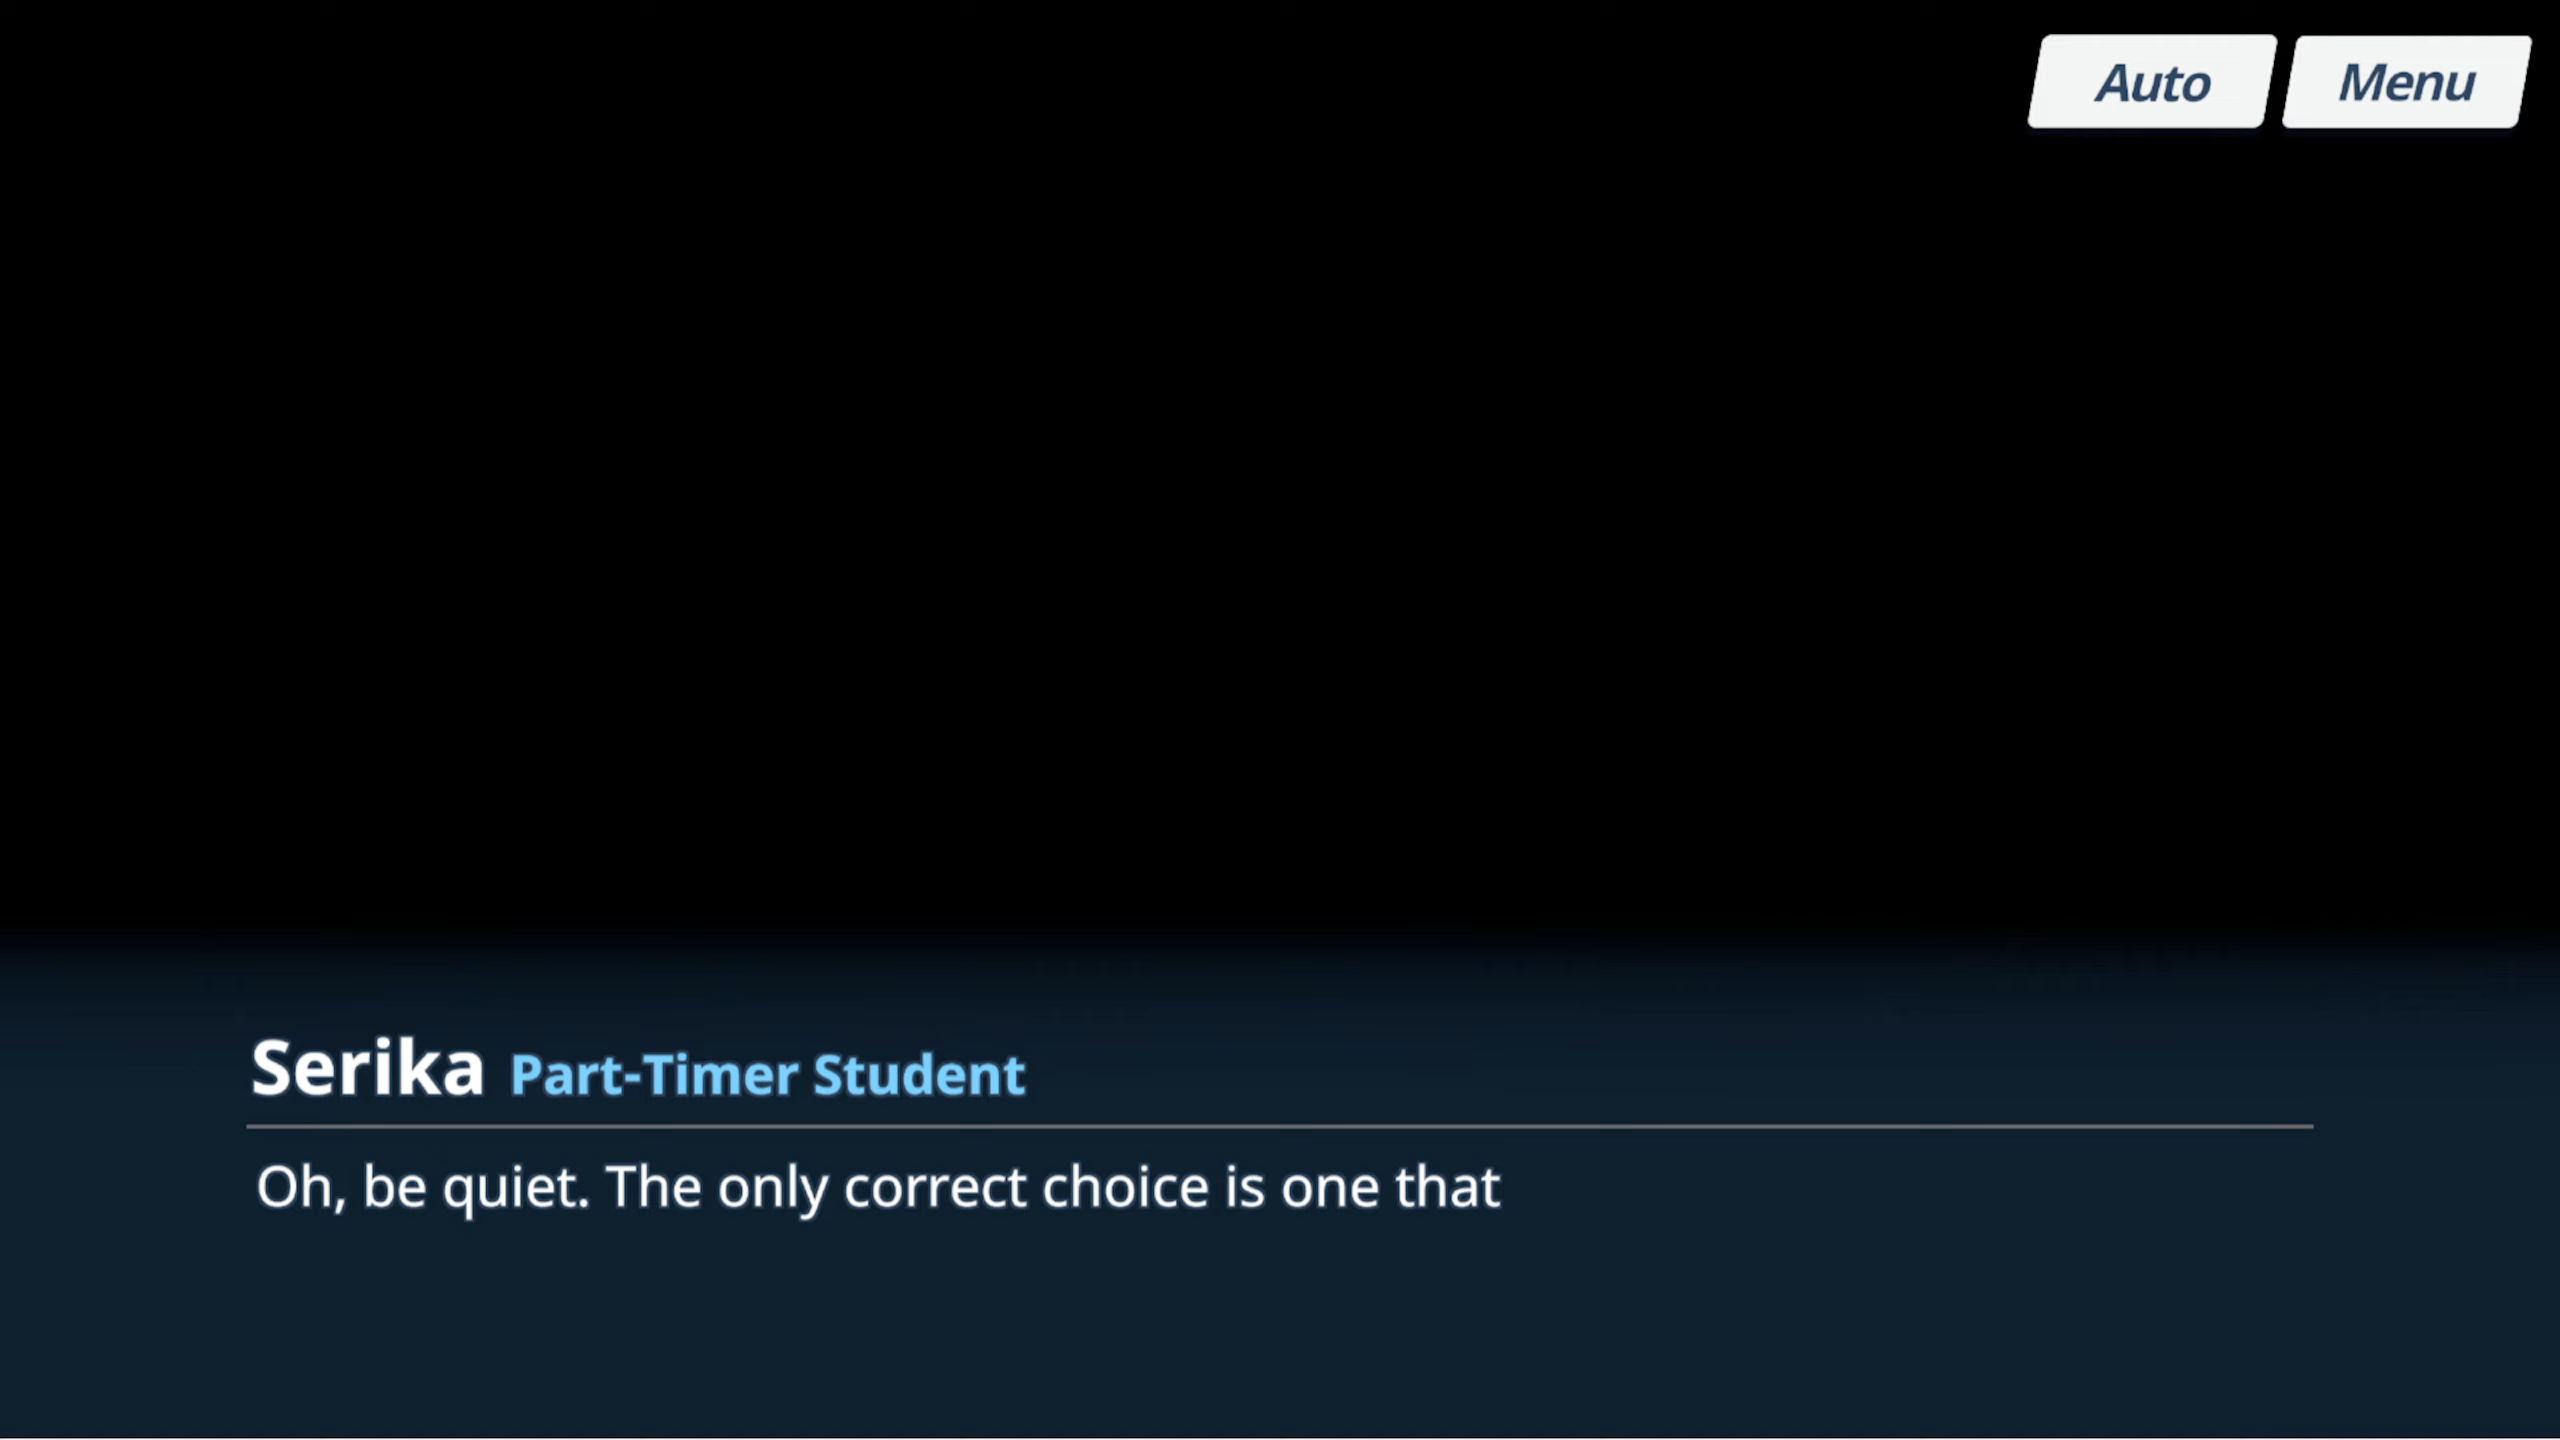 Auto Menu
Serika Part-Timer Student
Oh, be quiet. The only correct choice is one that